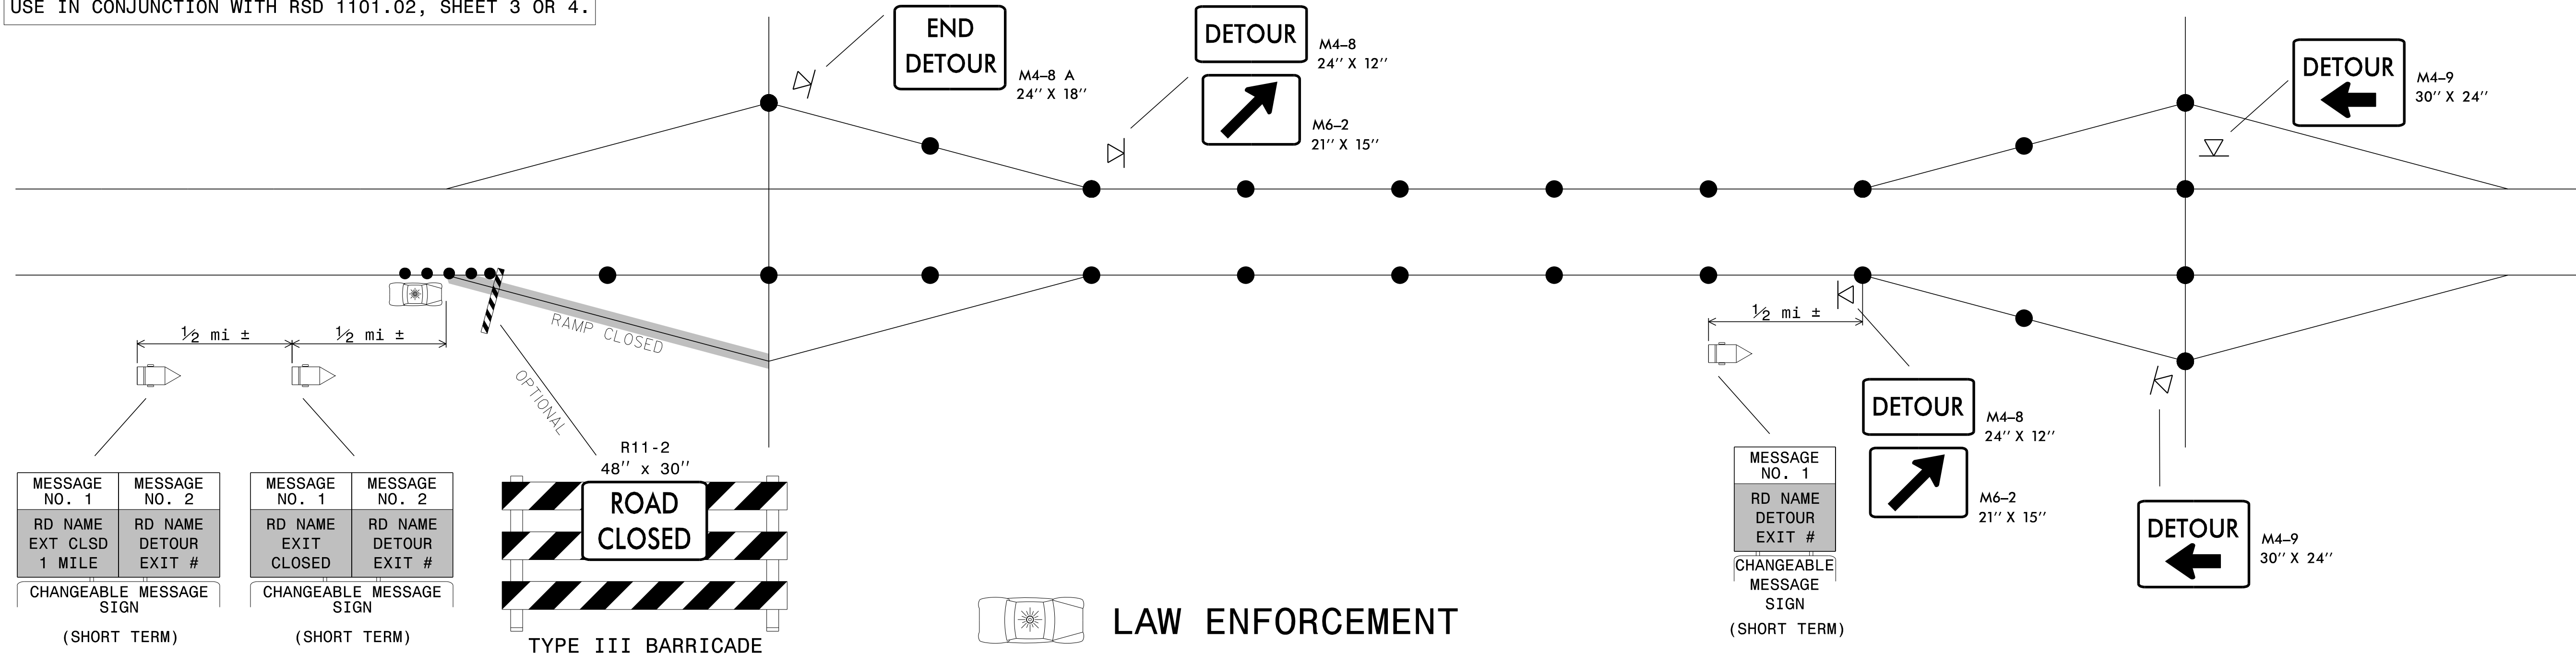 USE IN CONJUNCTION WITH RSD 1101.02, SHEET 3 OR 4.
END
DETOUR
M4-8 A
24'' X 18''
DETOUR
M4-8
24'' X 12''
M6-2
21'' X 15''
DETOUR
M4-9
30'' X 24''
½ mi ±
½ mi ±
RAMP CLOSED
OPTIONAL
½ mi ±
MESSAGE
NO. 1
RD NAME
EXT CLSD
1 MILE
MESSAGE
NO. 2
RD NAME
DETOUR
EXIT #
CHANGEABLE MESSAGE
SIGN
(SHORT TERM)
MESSAGE
NO. 1
RD NAME
EXIT
CLOSED
MESSAGE
NO. 2
RD NAME
DETOUR
EXIT #
CHANGEABLE MESSAGE
SIGN
(SHORT TERM)
R11-2
48'' x 30''
ROAD
CLOSED
TYPE III BARRICADE
LAW ENFORCEMENT
MESSAGE
NO. 1
RD NAME
DETOUR
EXIT #
CHANGEABLE
MESSAGE
SIGN
(SHORT TERM)
DETOUR
M4-8
24'' X 12''
M6-2
21'' X 15''
DETOUR
M4-9
30'' X 24''